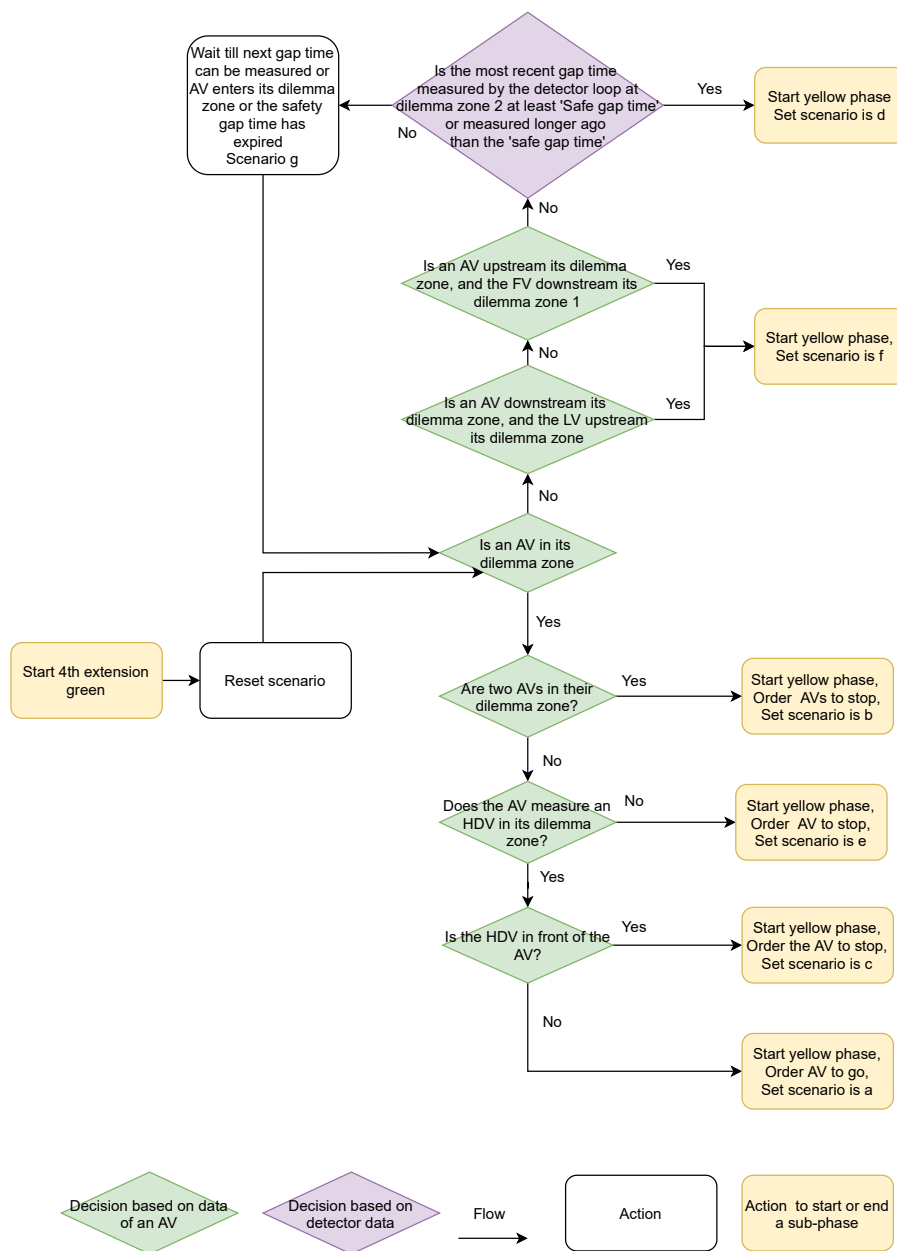 Wait till next gap time
can be measured or
AV enters its dilemma
zone or the safety
gap time has
expired
Scenario g
Is the most recent gap time
measured by the detector loop at
dilemma zone 2 at least 'Safe gap time'
or measured longer ago
than the 'safe gap time'
No
Yes
Start yellow phase
Set scenario is d
No
Is an AV upstream its dilemma
zone, and the FV downstream its
dilemma zone 1
Yes
Start yellow phase,
Set scenario is f
No
Is an AV downstream its
dilemma zone, and the LV upstream
its dilemma zone
Yes
No
Is an AV in its
dilemma zone
Yes
Start 4th extension
green
Reset scenario
Are two AVs in their
dilemma zone?
Yes
Start yellow phase,
Order  AVs to stop,
Set scenario is b
No
Does the AV measure an
HDV in its dilemma
zone?
No
Start yellow phase,
Order  AV to stop,
Set scenario is e
Yes
Is the HDV in front of the
AV?
Yes
Start yellow phase,
Order the AV to stop,
Set scenario is c
No
Start yellow phase,
Order AV to go,
Set scenario is a
Decision based on data
of an AV
Decision based on
detector data
Flow
Action
Action  to start or end
a sub-phase